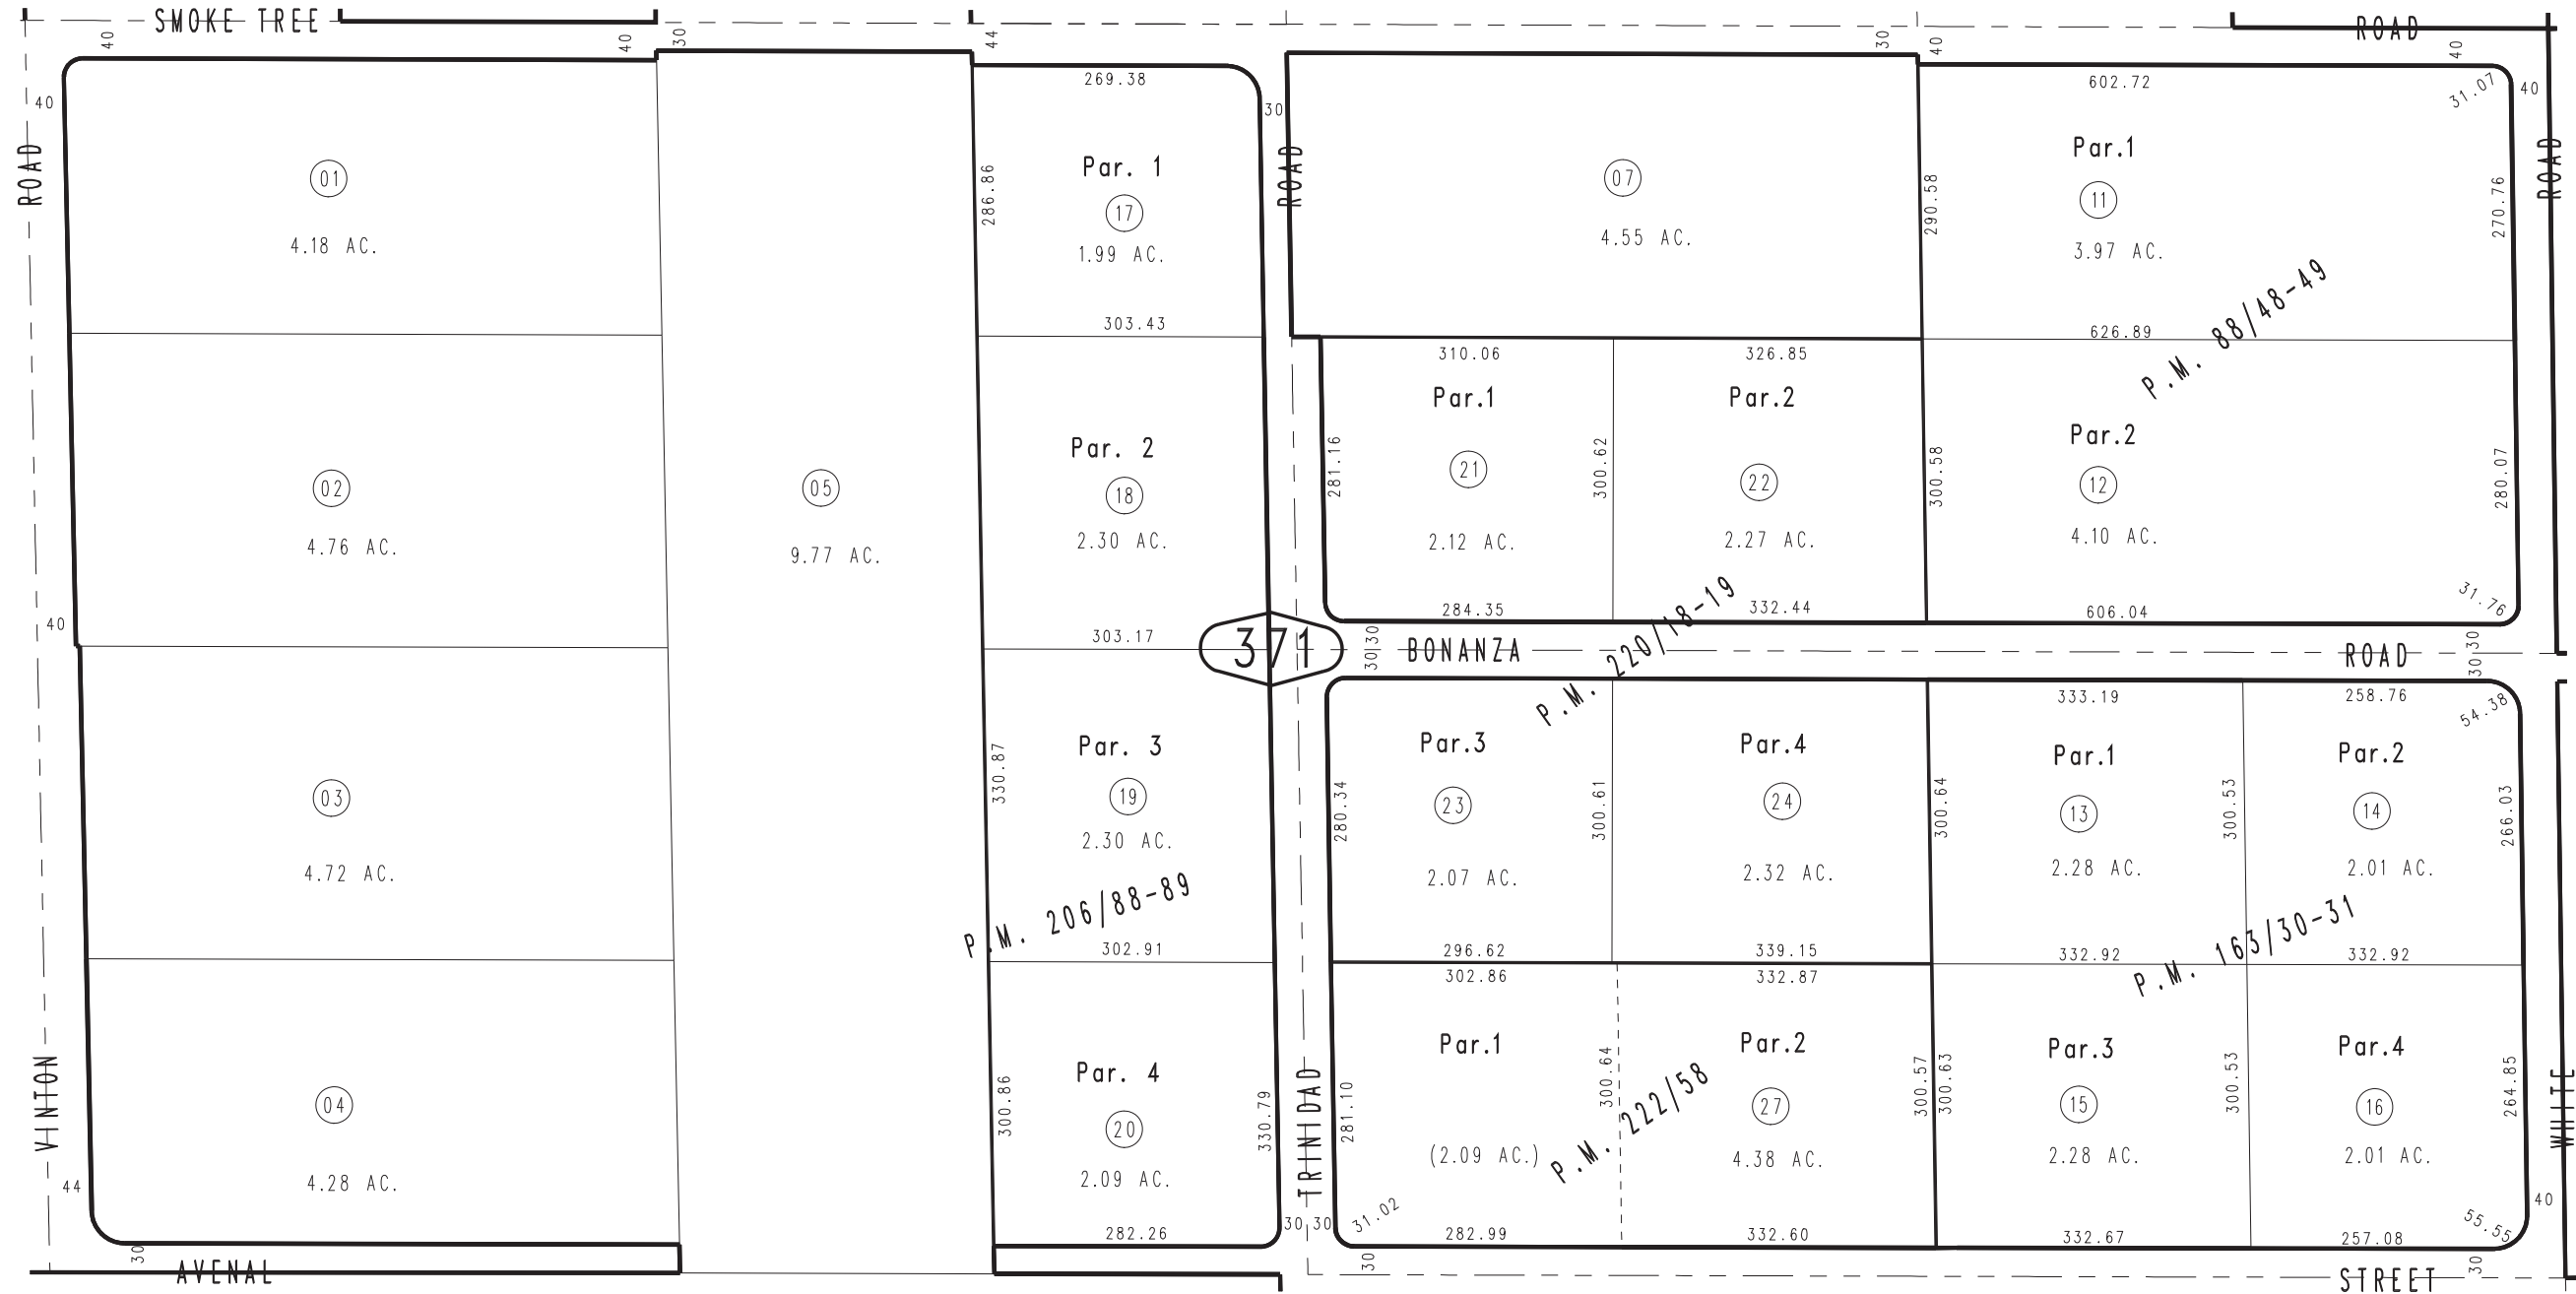 SMOKE TREE
ROAD
40
40
30
44
30
40
40
40
ROAD
VINTON
40
44
01
4.18 AC.
02
4.76 AC.
03
4.72 AC.
04
4.28 AC.
30
AVENAL
05
9.77 AC.
269.38
286.86
Par. 1
17
1.99 AC.
303.43
Par. 2
18
2.30 AC.
303.17
330.87
Par. 3
19
2.30 AC.
P.M. 206/88-89
302.91
300.86
Par. 4
20
2.09 AC.
330.79
282.26
30
ROAD
TRINIDAD
30 30
371
07
4.55 AC.
602.72
31.07
40
290.58
Par.1
11
3.97 AC.
270.76
ROAD
626.89
P.M. 88/48-49
310.06
281.16
Par.1
21
2.12 AC.
300.62
284.35
326.85
Par.2
22
2.27 AC.
332.44
300.58
Par.2
12
4.10 AC.
280.07
31.76
606.04
30 30
BONANZA
ROAD
30 30
P.M. 220/18-19
280.34
Par.3
23
2.07 AC.
300.61
296.62
Par.4
24
2.32 AC.
339.15
333.19
300.64
Par.1
13
2.28 AC.
300.53
332.92
258.76
54.38
Par.2
14
2.01 AC.
266.03
332.92
P.M. 163/30-31
302.86
281.10
Par.1
(2.09 AC.)
300.64
31.02
282.99
332.87
Par.2
27
4.38 AC.
300.57
332.60
P.M. 222/58
300.63
Par.3
15
2.28 AC.
300.53
332.67
Par.4
16
2.01 AC.
264.85
55.55
257.08
WHITE
40
30
30
STREET